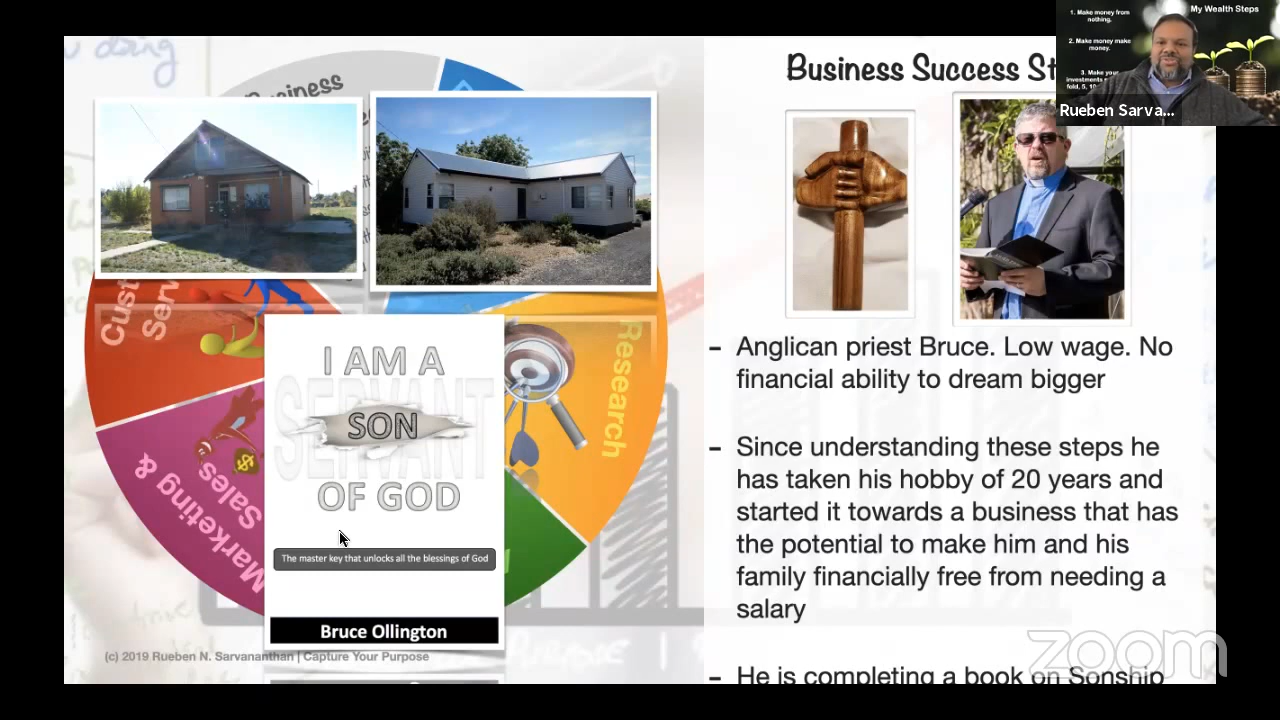 Business Success St
My Wealth Steps
1. Make money from
nothing.
2. Make money make
money.
3. Make your
investments
fold, 5, 10
Rueben Sarva...
Business
Cust
Serv
Research
Marketing &
Sales
I AM A
SERVANT
SON
OF GOD
The master key that unlocks all the blessings of God
Bruce Ollington
- Anglican priest Bruce. Low wage. No
financial ability to dream bigger
- Since understanding these steps he
has taken his hobby of 20 years and
started it towards a business that has
the potential to make him and his
family financially free from needing a
salary
- He is completing a book on Sonship
(c) 2019 Rueben N. Sarvananthan | Capture Your Purpose
zoom